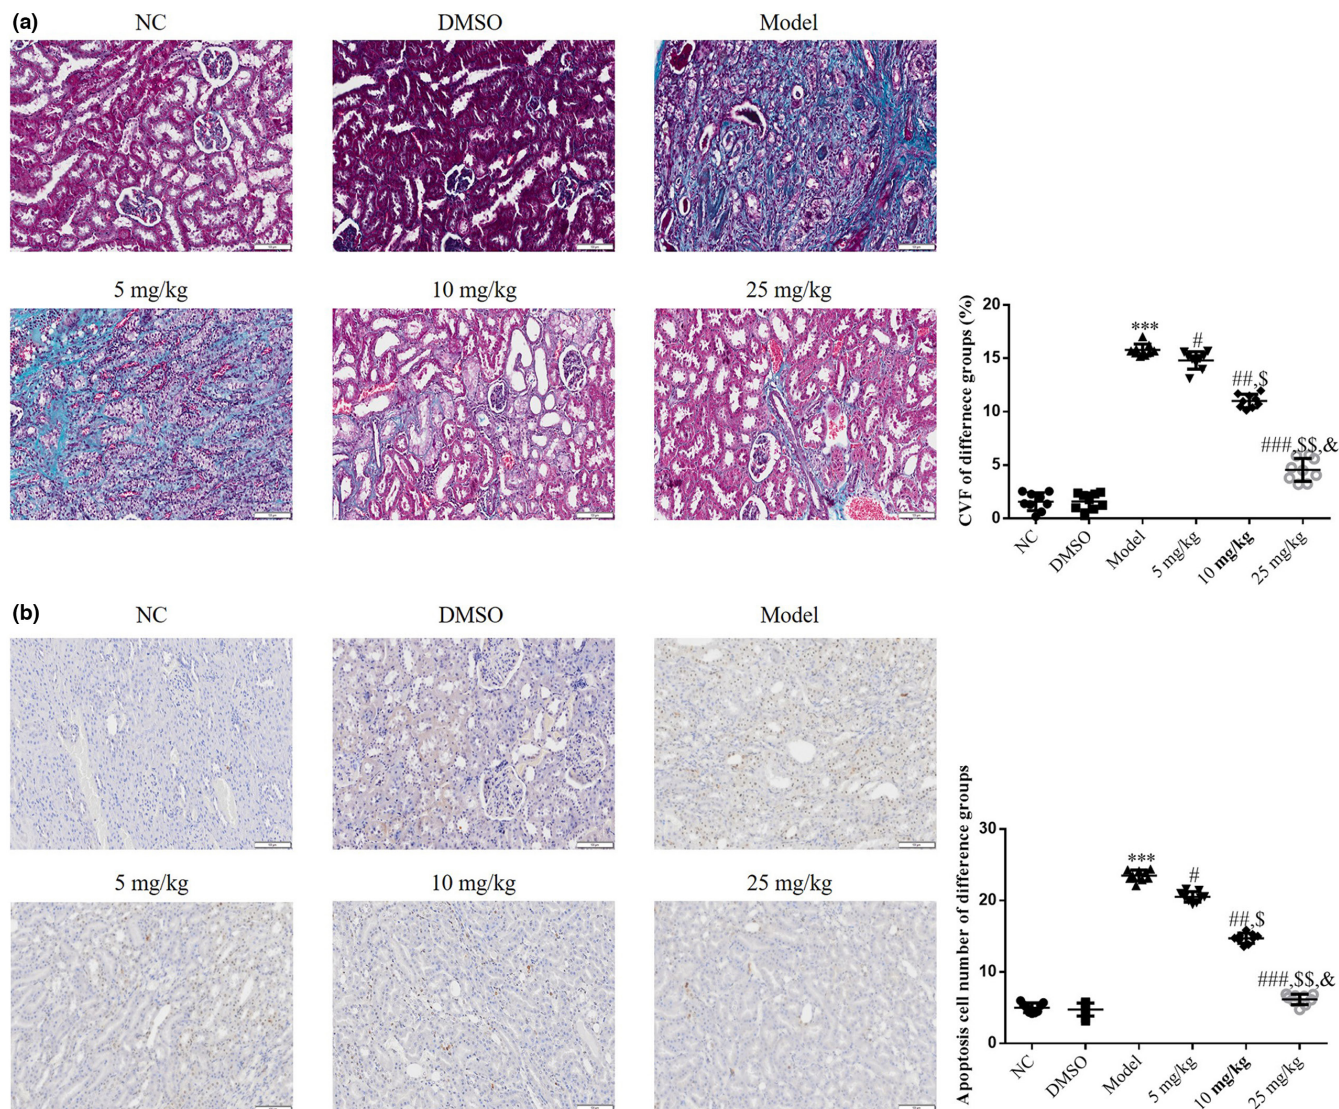 (a)
NC
DMSO
Model
5 mg/kg
10 mg/kg
25 mg/kg
CVF of differnece groups (%)
20
15
10
5
0
***
#
##,$
###,$$,&
NC
DMSO
Model
5 mg/kg
10 mg/kg
25 mg/kg
(b)
NC
DMSO
Model
5 mg/kg
10 mg/kg
25 mg/kg
Apoptosis cell number of difference groups
30
20
10
0
***
#
##,$
###,$$,&
NC
DMSO
Model
5 mg/kg
10 mg/kg
25 mg/kg